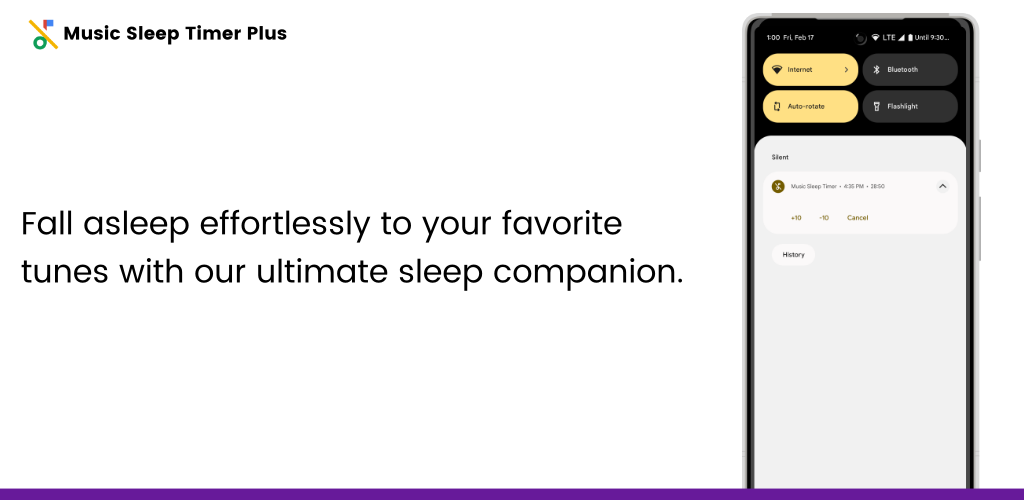 Music Sleep Timer Plus
Fall asleep effortlessly to your favorite
tunes with our ultimate sleep companion.
1:00 Fri, Feb 17 LTE Until 9:30...
Internet
Bluetooth
Auto-rotate
Flashlight
Silent
Music Sleep Timer • 4:35 PM • 28:50
+10 -10 Cancel
History